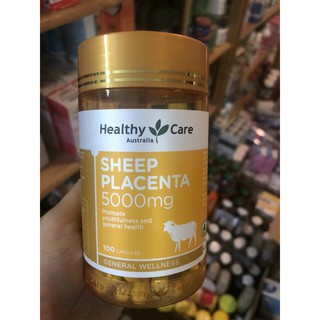 Healthy Care
Australia
SHEEP
PLACENTA
5000mg
Promote
youthfulness and
general health
100 CAPSULES
GENERAL WELLNESS